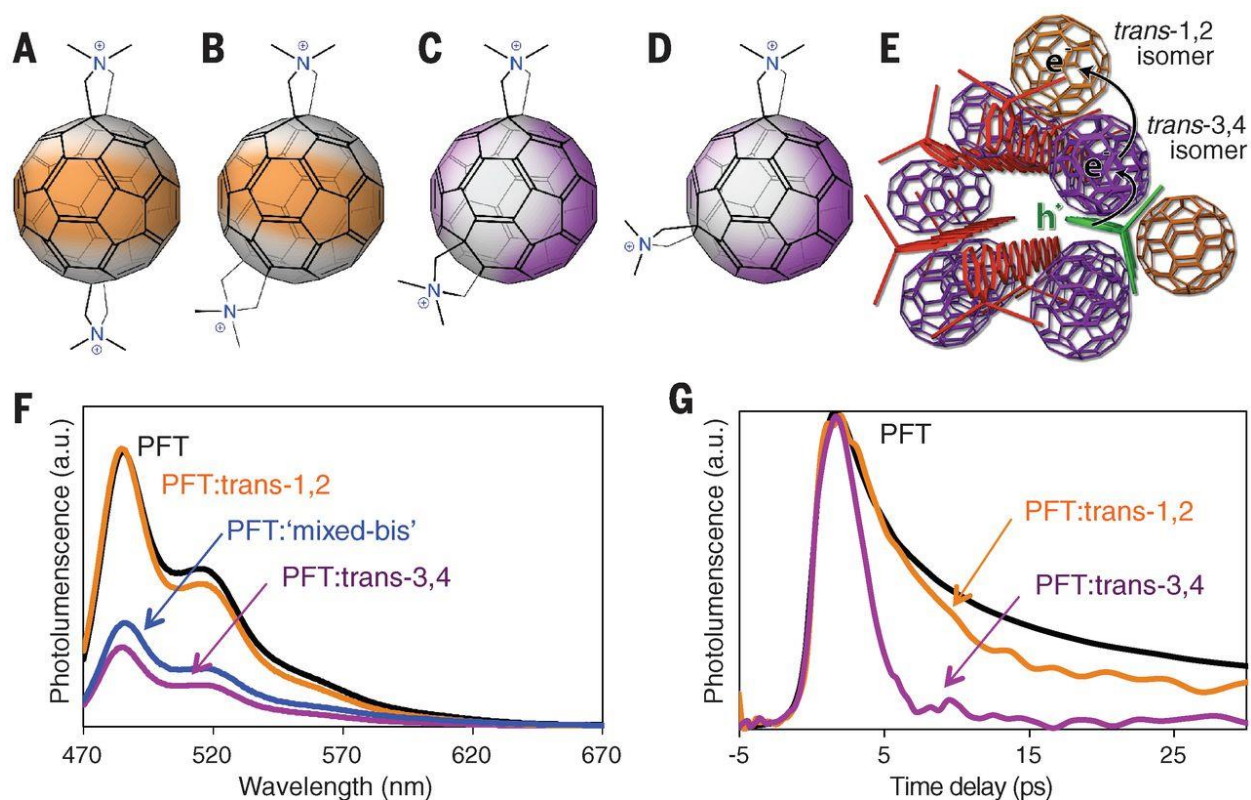 A
B
C
D
E
N
⊕
N
⊕
N
⊕
N
⊕
N
⊕
N
⊕
N
⊕
trans-1,2
isomer
e-
trans-3,4
isomer
e-
h+
F
PFT
PFT:trans-1,2
PFT:‘mixed-bis’
PFT:trans-3,4
Photolumenscence (a.u.)
470
520
570
620
670
Wavelength (nm)
G
PFT
PFT:trans-1,2
PFT:trans-3,4
Photolumenscence (a.u.)
-5
5
15
25
Time delay (ps)